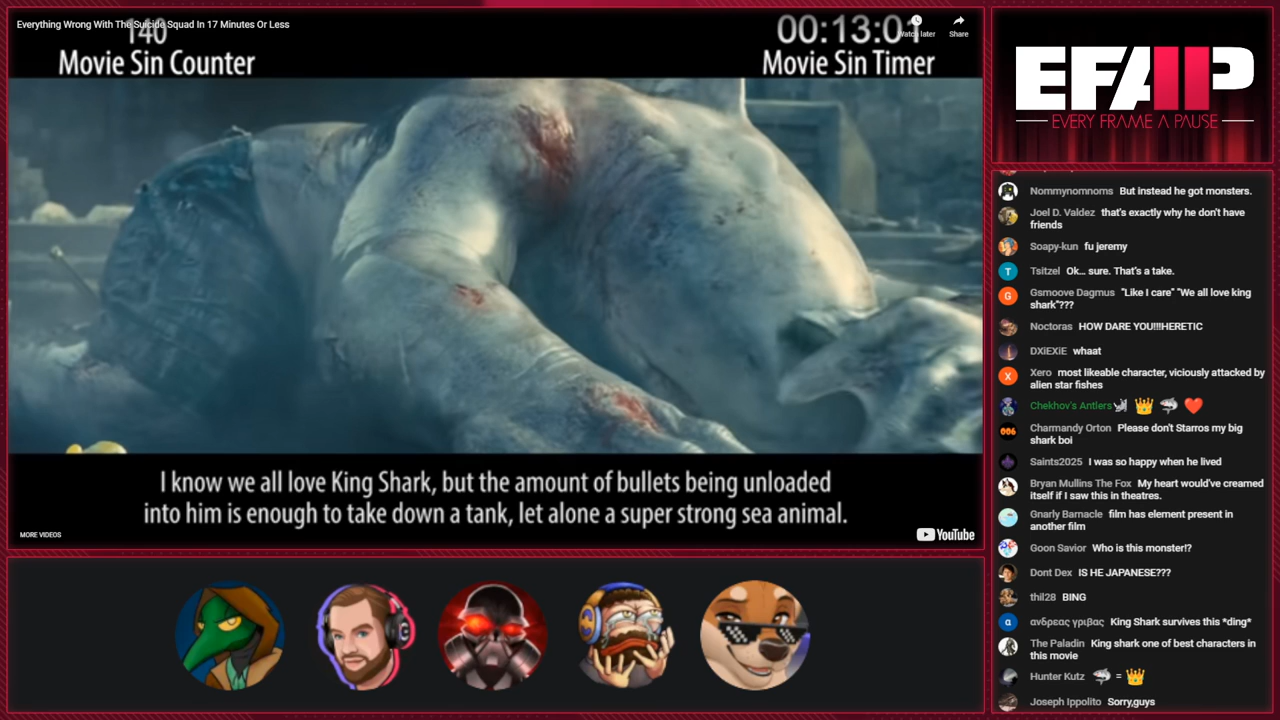 Everything Wrong With The Suicide Squad In 17 Minutes Or Less
140
Movie Sin Counter
00:13:01
Movie Sin Timer
Watch later
Share
I know we all love King Shark, but the amount of bullets being unloaded
into him is enough to take down a tank, let alone a super strong sea animal.
MORE VIDEOS
YouTube
EFAP
EVERY FRAME A PAUSE
Nommynomnoms But instead he got monsters.
Joel D. Valdez that's exactly why he don't have
friends
Soapy-kun fu jeremy
T
Tsitzel Ok... sure. That's a take.
G
Gsmoove Dagmus "Like I care" "We all love king
shark"???
Noctoras HOW DARE YOU!!!HERETIC
DXiEXiE whaat
X
Xero most likeable character, viciously attacked by
alien star fishes
Chekhov's Antlers
Charmandy Orton Please don't Starros my big
shark boi
Saints2025 I was so happy when he lived
Bryan Mullins The Fox My heart would've creamed
itself if I saw this in theatres.
Gnarly Barnacle film has element present in
another film
Goon Savior Who is this monster!?
Dont Dex IS HE JAPANESE???
thil28 BING
α
ανδρεας γριβας King Shark survives this *ding*
The Paladin King shark one of best characters in
this movie
Hunter Kutz =
Joseph Ippolito Sorry,guys